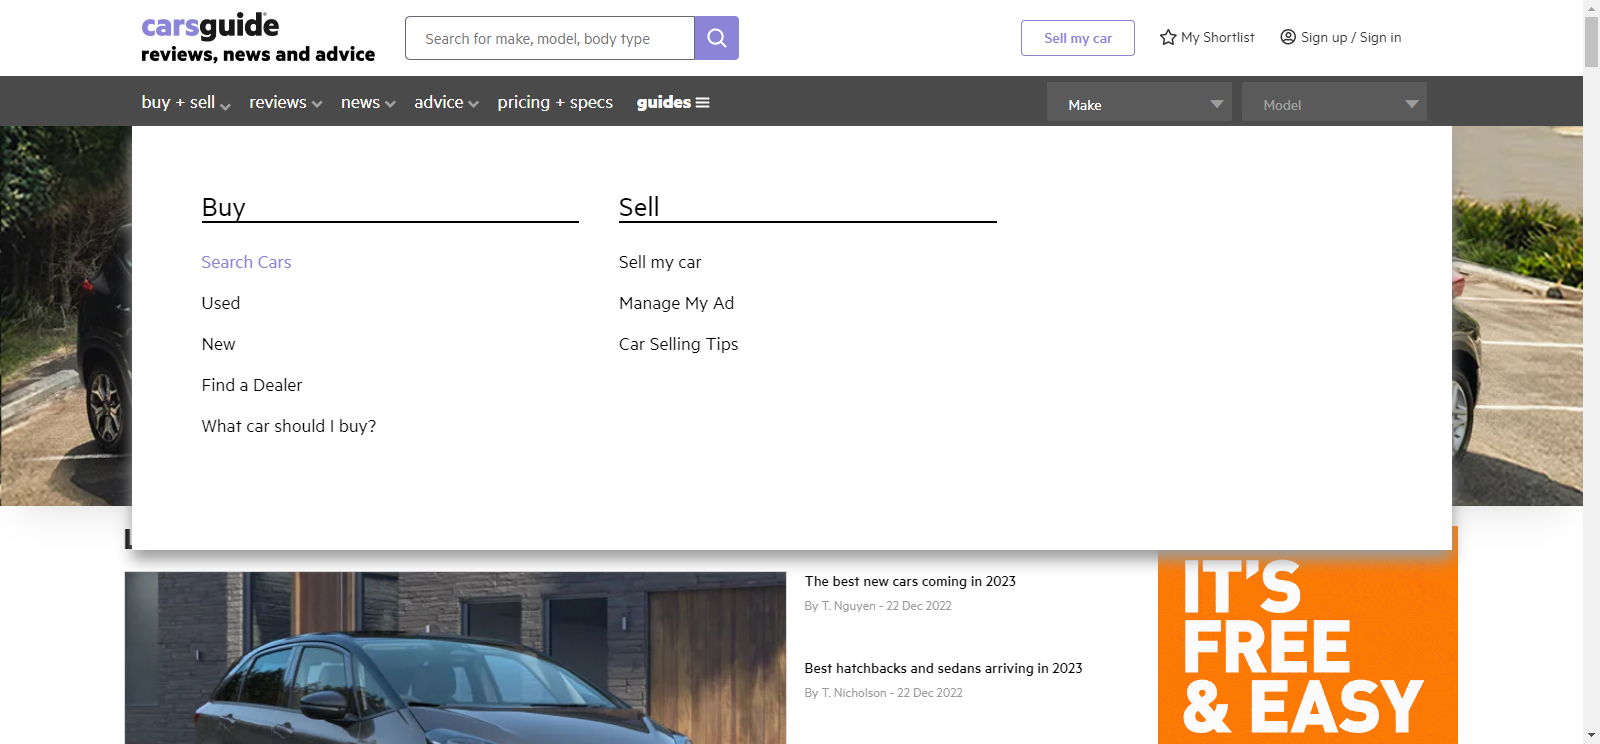 carsguide
reviews, news and advice
Search for make, model, body type
Sell my car
My Shortlist
Sign up / Sign in
buy + sell
reviews
news
advice
pricing + specs
guides
Make
Model
Buy
Search Cars
Used
New
Find a Dealer
What car should I buy?
Sell
Sell my car
Manage My Ad
Car Selling Tips
The best new cars coming in 2023
By T. Nguyen - 22 Dec 2022
Best hatchbacks and sedans arriving in 2023
By T. Nicholson - 22 Dec 2022
IT'S
FREE
& EASY